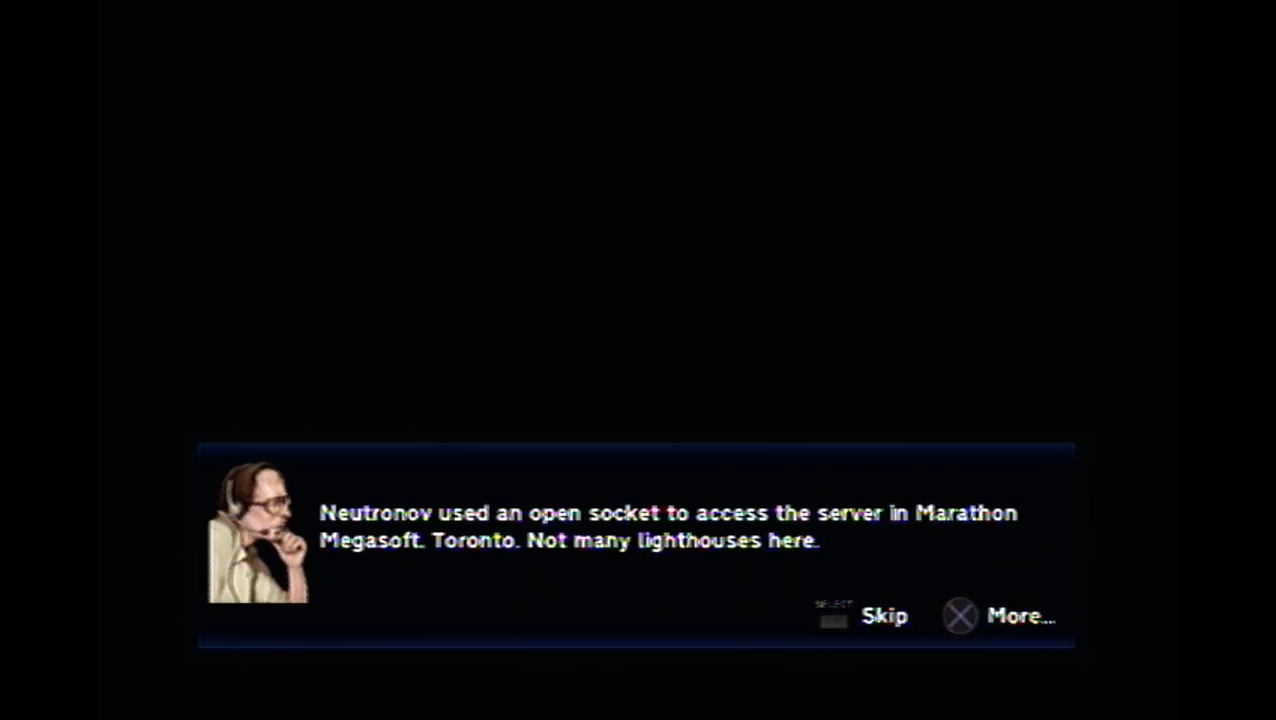 Neutronov used an open socket to access the server in Marathon
Megasoft. Toronto. Not many lighthouses here.
SELECT Skip More...